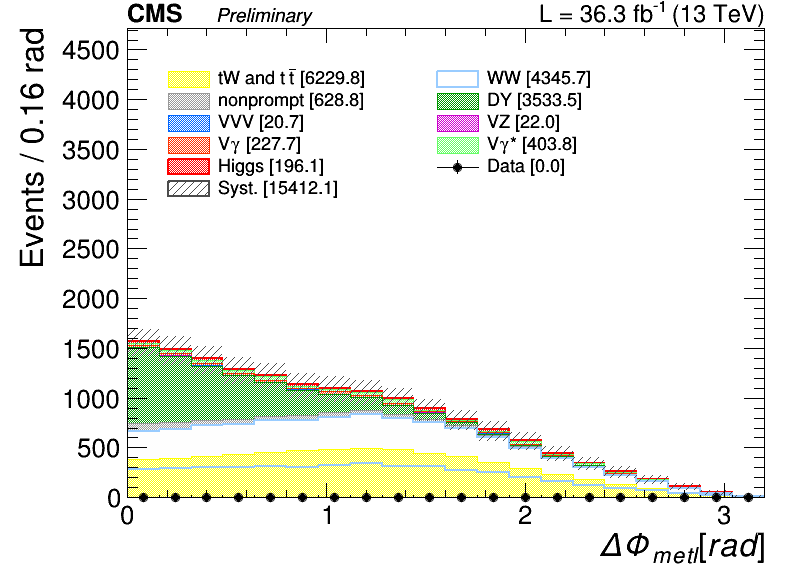 CMS Preliminary L = 36.3 fb⁻¹ (13 TeV)
Events / 0.16 rad
4500
4000
3500
3000
2500
2000
1500
1000
500
0
tW and t t̄ [6229.8]
WW [4345.7]
nonprompt [628.8]
DY [3533.5]
VVV [20.7]
VZ [22.0]
Vγ [227.7]
Vγ* [403.8]
Higgs [196.1]
Data [0.0]
Syst. [15412.1]
0 1 2 3
ΔΦmetl[rad]